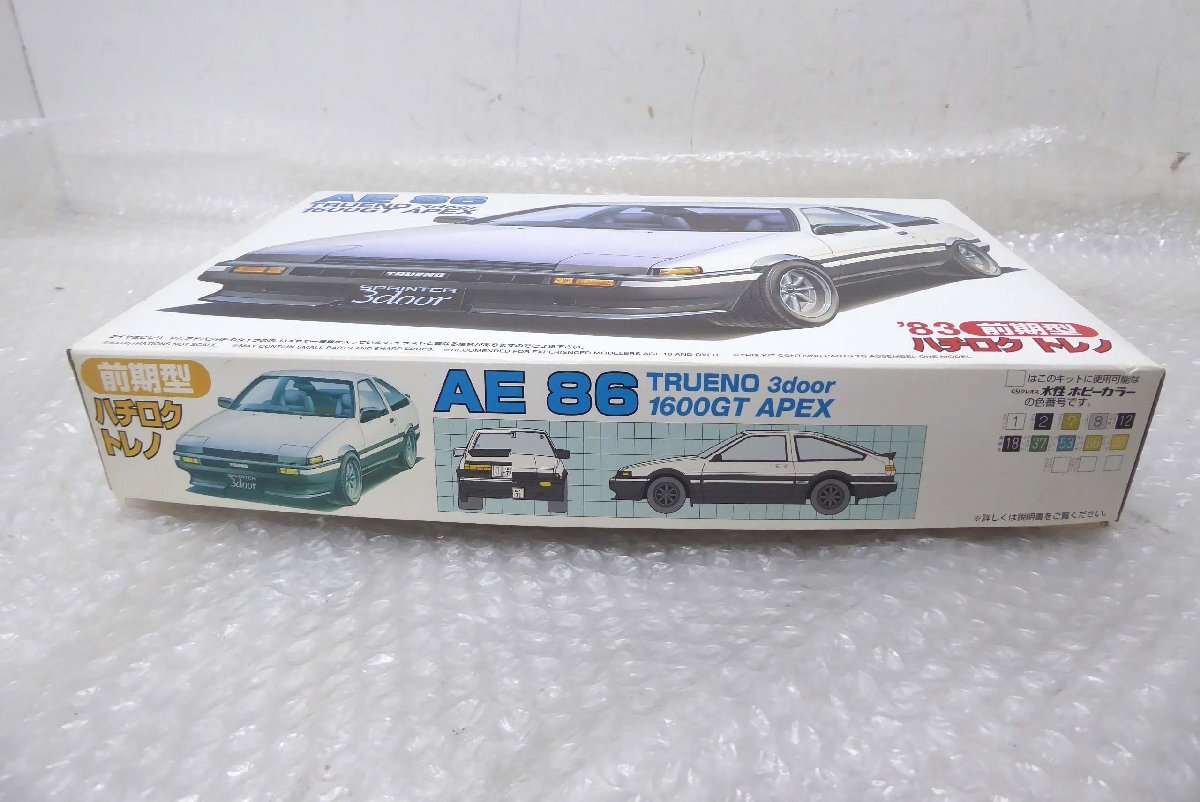 AE 86
TRUENO 3door
1600GT APEX
TRUENO
SPRINTER
3door
'83 前期型
ハチロク トレノ
前期型
ハチロク
トレノ
SPRINTER
3door
AE 86
TRUENO 3door
1600GT APEX
はこのキットに使用可能な
水性 ホビーカラー
の色番号です。
1 2 7 8 12
18 37
※詳しくは説明書をご覧ください。